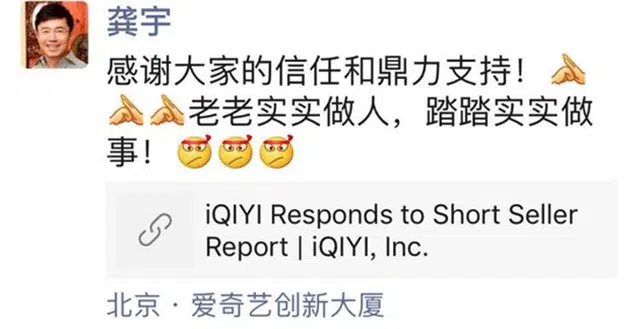 龚宇
感谢大家的信任和鼎力支持！
老老实实做人，踏踏实实做
事！
iQIYI Responds to Short Seller
Report | iQIYI, Inc.
北京·爱奇艺创新大厦